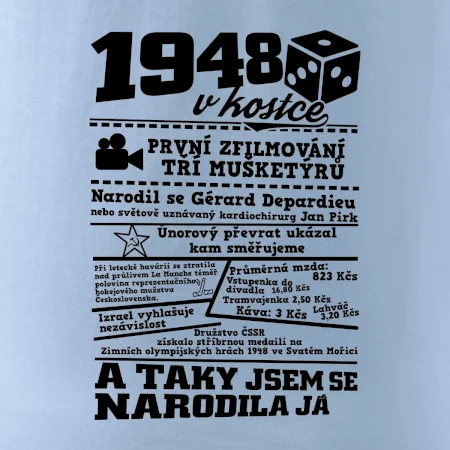 1948
v kostce
PRVNÍ ZFILMOVÁNÍ
TŘÍ MUŠKETÝRŮ
Narodil se Gérard Depardieu
nebo světově uznávaný kardiochirurg Jan Pirk
Únorový převrat ukázal
kam směřujeme
Při letecké havárii se ztratila
nad průlivem La Manche téměř
polovina reprezentačního
hokejového mužstva
Československa.
Průměrná mzda:
823 Kčs
Vstupenka do
divadla 16,80 Kčs
Tramvajenka 2,50 Kčs
Káva: 3 Kčs
Lahváč
3,20 Kčs
Izrael vyhlašuje
nezávislost
Družstvo ČSSR
získalo stříbrnou medaili na
Zimních olympijských hrách 1948 ve Svatém Mořici
A TAKY JSEM SE
NARODILA JÁ